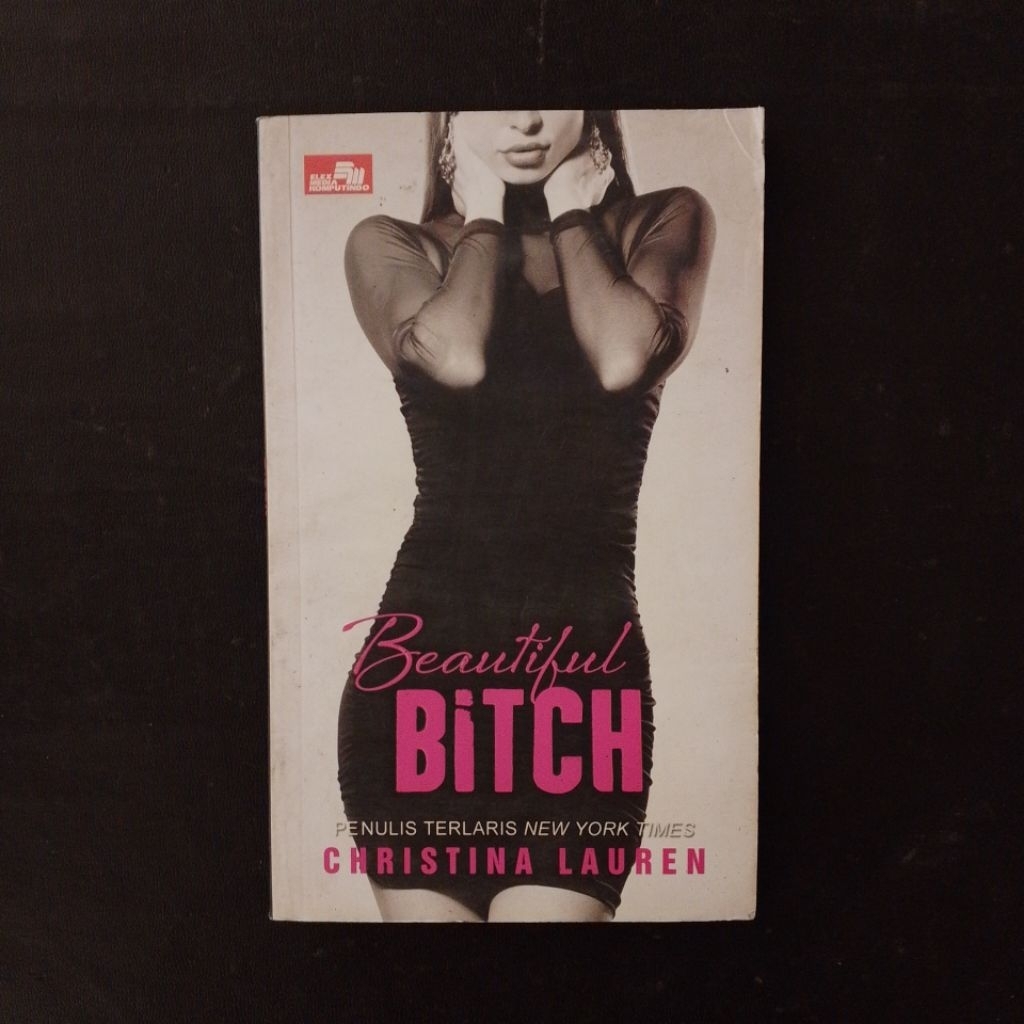 ELEX
MEDIA
KOMPUTINDO
Beautiful
BiTCH
PENULIS TERLARIS NEW YORK TIMES
CHRISTINA LAUREN